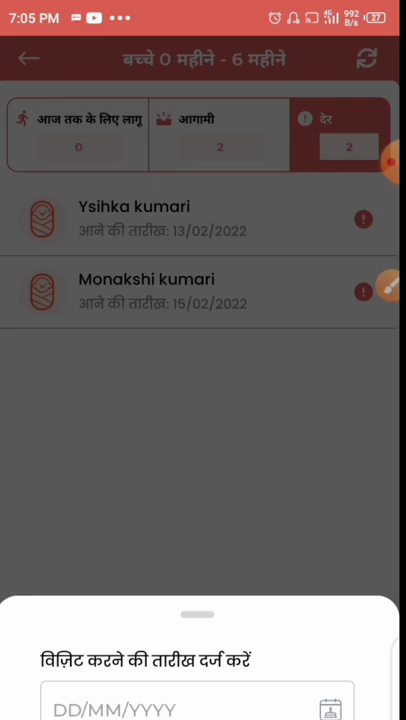 7:05 PM 4G 992 B/s 27
बच्चे 0 महीने - 6 महीने
आज तक के लिए लागू
0
आगामी
2
देर
2
Ysihka kumari
आने की तारीख: 13/02/2022
Monakshi kumari
आने की तारीख: 15/02/2022
विज़िट करने की तारीख दर्ज करें
DD/MM/YYYY